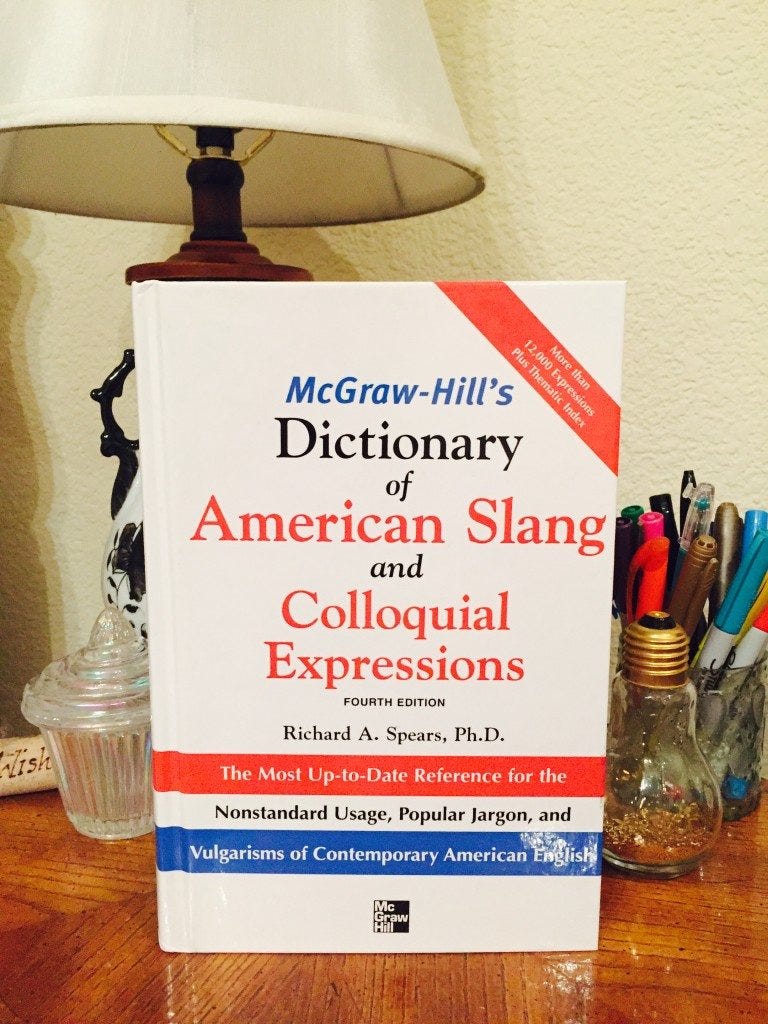 More than
12,000 Expressions
Plus Thematic Index
McGraw-Hill's
Dictionary
of
American Slang
and
Colloquial
Expressions
FOURTH EDITION
Richard A. Spears, Ph.D.
The Most Up-to-Date Reference for the
Nonstandard Usage, Popular Jargon, and
Vulgarisms of Contemporary American English
Mc
Graw
Hill